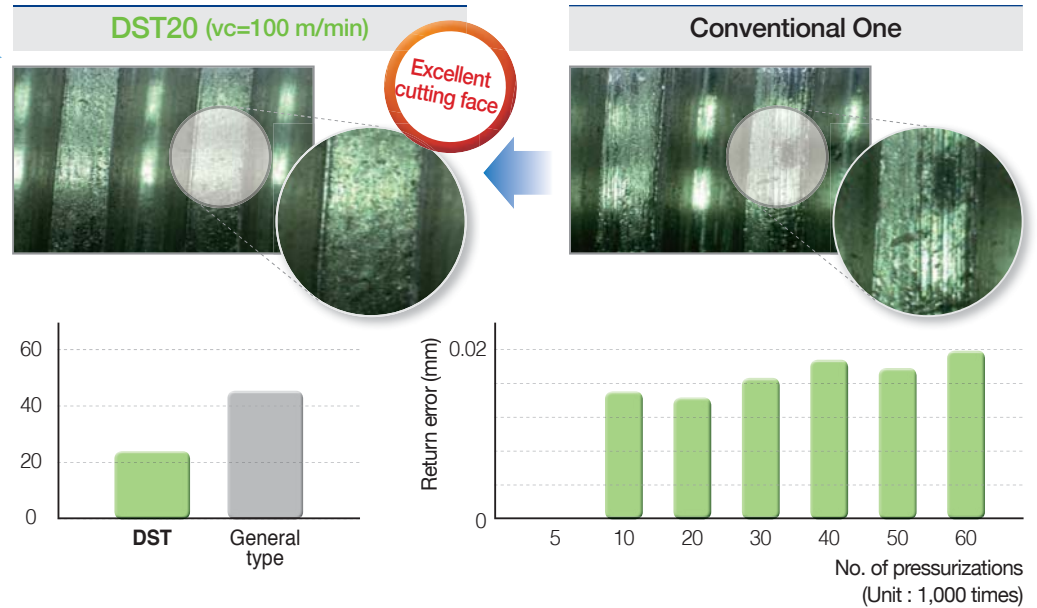 DST20 (vc=100 m/min)
Conventional One
Excellent
cutting face
60
40
20
0
DST
General
type
Return error (mm)
0.02
0
5 10 20 30 40 50 60
No. of pressurizations
(Unit : 1,000 times)